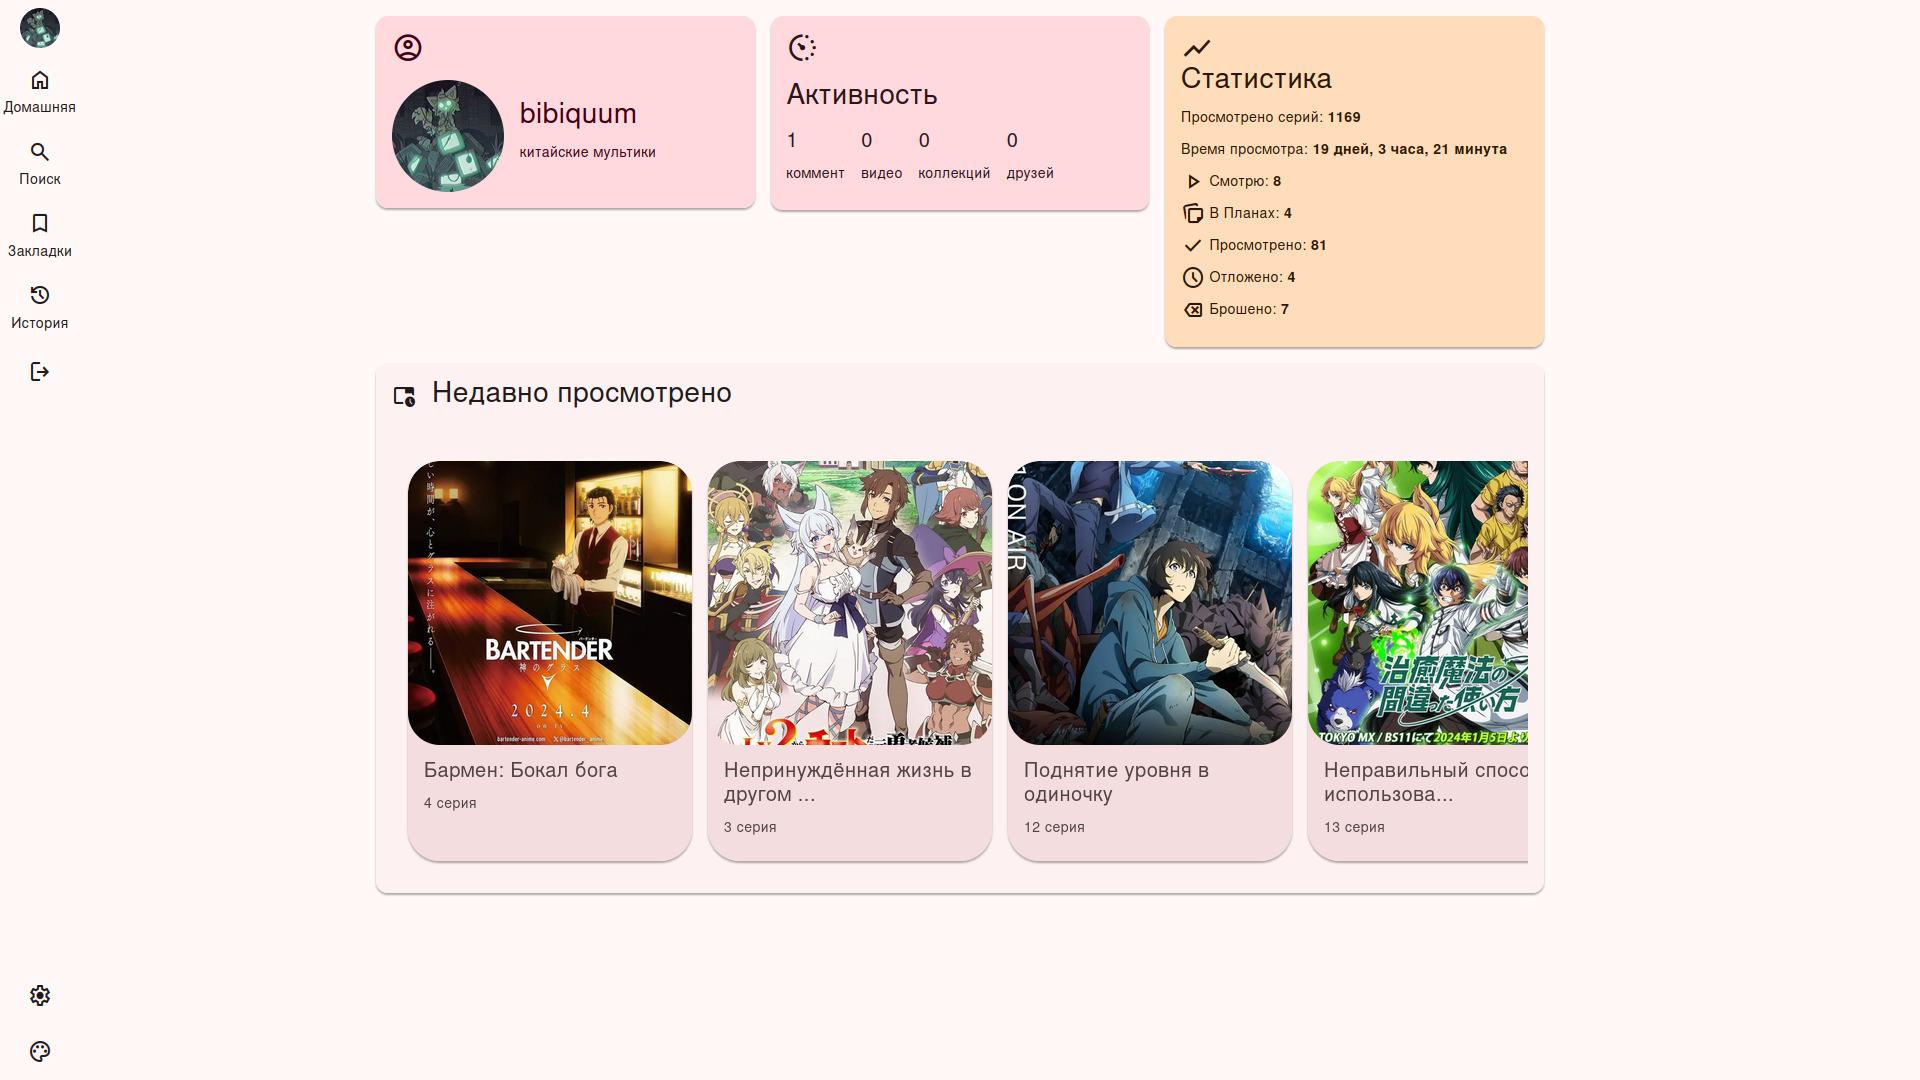 Домашняя
Поиск
Закладки
История
bibiquum
китайские мультики
Активность
1 0 0 0
коммент видео коллекций друзей
Статистика
Просмотрено серий: 1169
Время просмотра: 19 дней, 3 часа, 21 минута
Смотрю: 8
В Планах: 4
Просмотрено: 81
Отложено: 4
Брошено: 7
Недавно просмотрено
BARTENDER
神のグラス
2024.4
ON AIR
治癒魔法の
間違った使い方
TOKYO MX / BS11にて2024年1月5日より
Бармен: Бокал бога
4 серия
Непринуждённая жизнь в
другом ...
3 серия
Поднятие уровня в
одиночку
12 серия
Неправильный спосо
использова...
13 серия